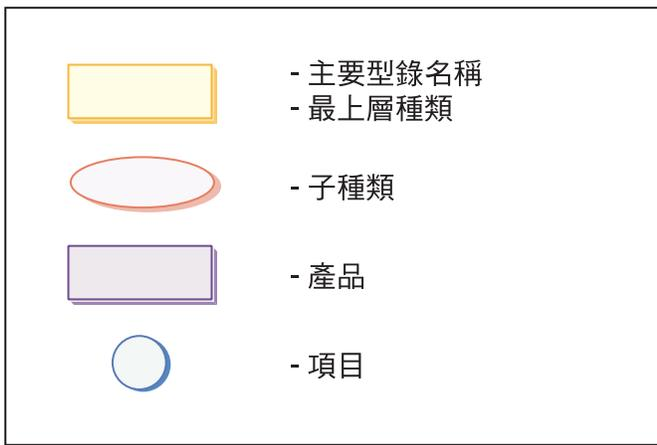 - 主要型錄名稱
- 最上層種類
- 子種類
- 產品
- 項目